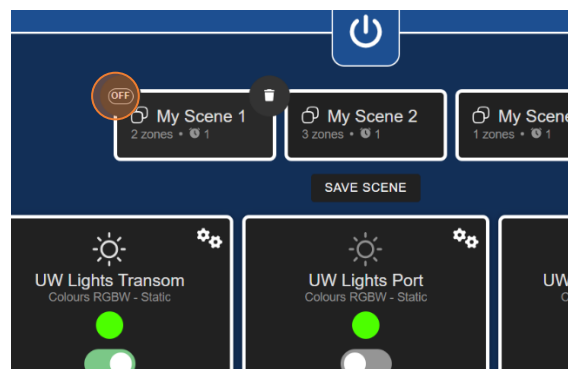 OFF
My Scene 1
2 zones • 1
My Scene 2
3 zones • 1
My Scene
1 zones • 1
SAVE SCENE
UW Lights Transom
Colours RGBW - Static
UW Lights Port
Colours RGBW - Static
UW